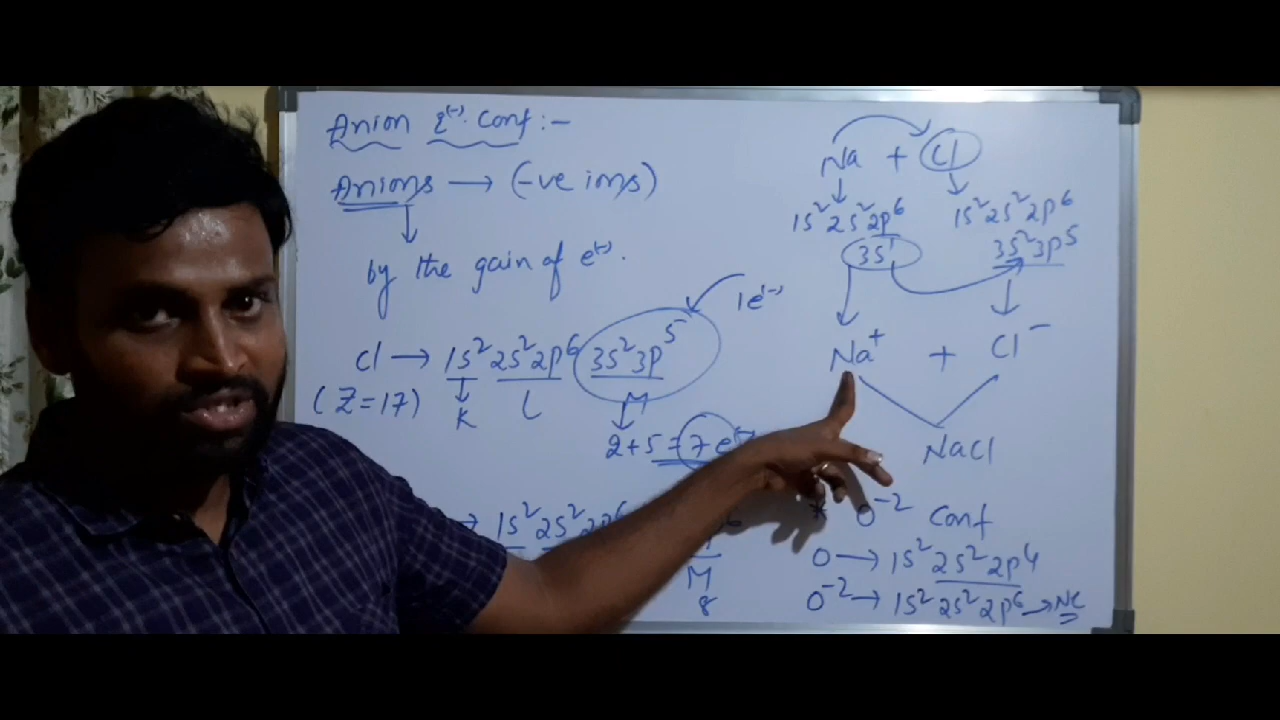 Anion e⁽⁻⁾. Conf :-
Anions → (-ve ions)
by the gain of e⁽⁻⁾.
1e⁽⁻⁾
Cl → 1s² 2s² 2p⁶ 3s² 3p⁵
(Z=17)
K L M
2+5 = 7 e
→ 1s² 2s² 2p⁶
M
8
Na + Cl
1s² 2s² 2p⁶ 1s² 2s² 2p⁶
3s¹ 3s² 3p⁵
Na⁺ + Cl⁻
NaCl
* O⁻² Conf
O → 1s² 2s² 2p⁴
O⁻² → 1s² 2s² 2p⁶ → Ne